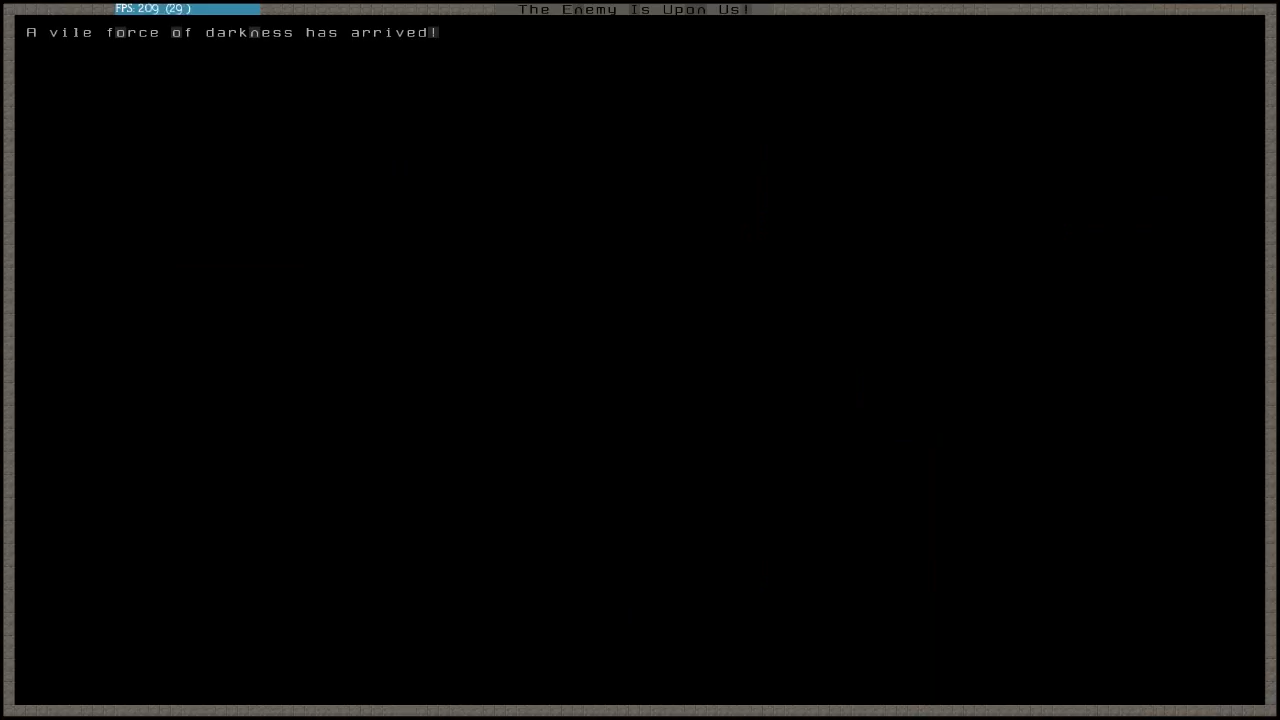 FPS: 209 (29 )
The Enemy Is Upon Us!
A vile force of darkness has arrived!